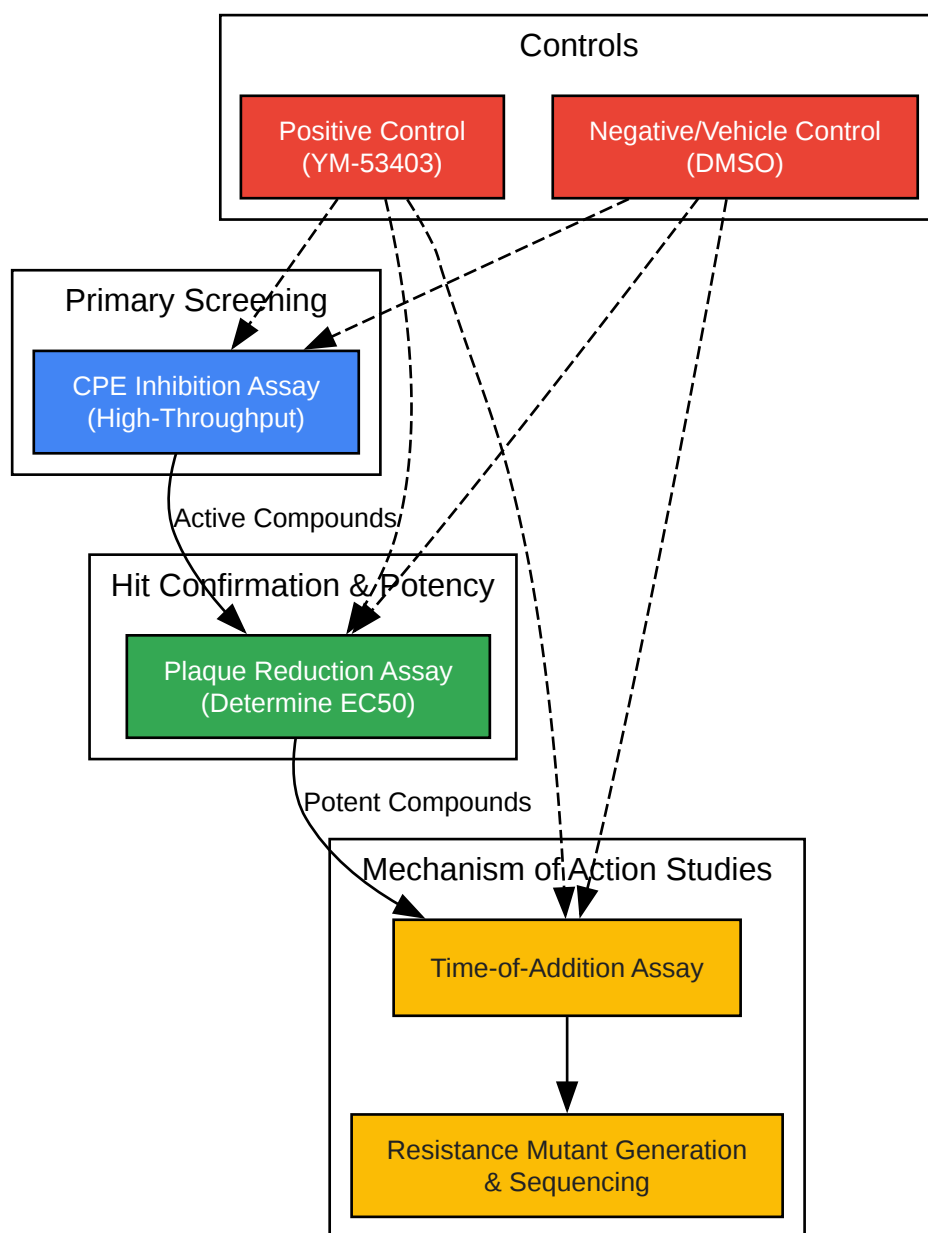 Controls
Positive Control
(YM-53403)
Negative/Vehicle Control
(DMSO)
Primary Screening
CPE Inhibition Assay
(High-Throughput)
Active Compounds
Hit Confirmation & Potency
Plaque Reduction Assay
(Determine EC50)
Potent Compounds
Mechanism of Action Studies
Time-of-Addition Assay
Resistance Mutant Generation
& Sequencing